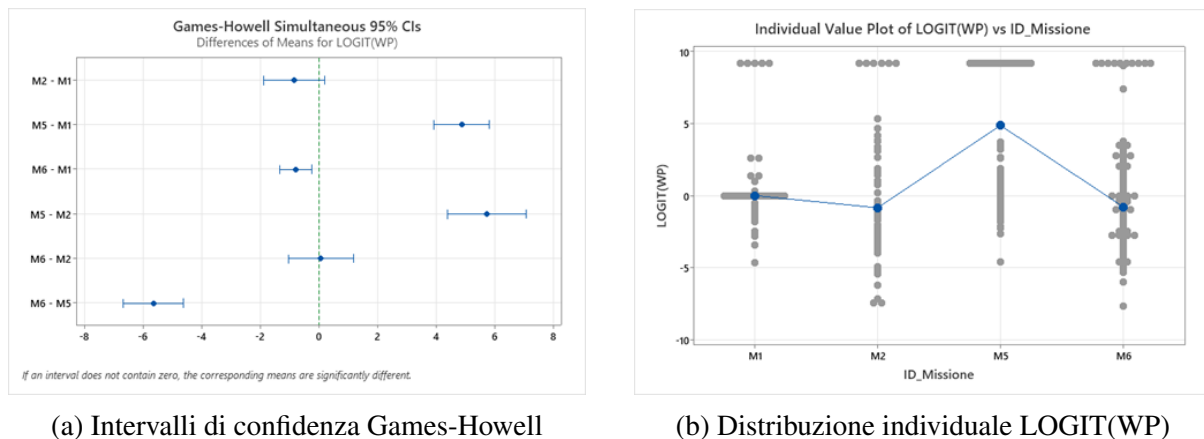 Games-Howell Simultaneous 95% CIs
Differences of Means for LOGIT(WP)
M2 - M1
M5 - M1
M6 - M1
M5 - M2
M6 - M2
M6 - M5
-8 -6 -4 -2 0 2 4 6 8
If an interval does not contain zero, the corresponding means are significantly different.
(a) Intervalli di confidenza Games-Howell
Individual Value Plot of LOGIT(WP) vs ID_Missione
LOGIT(WP)
10
5
0
-5
-10
M1 M2 M5 M6
ID_Missione
(b) Distribuzione individuale LOGIT(WP)